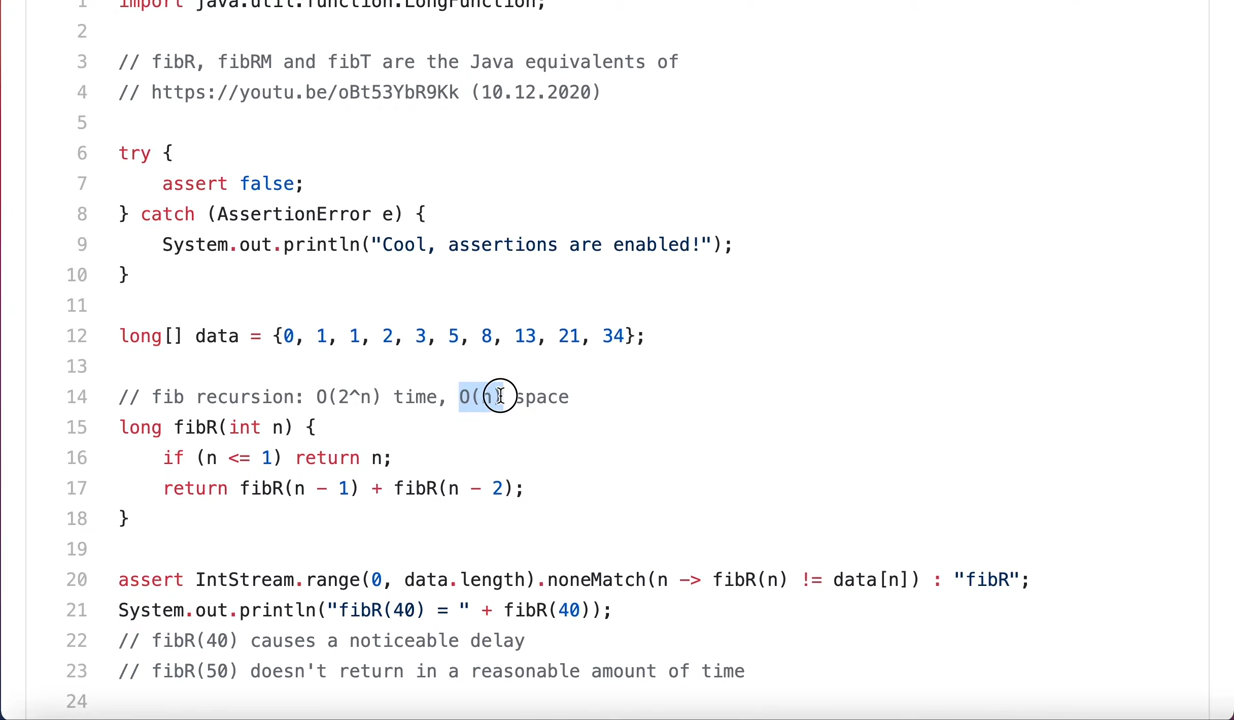 1 import java.util.function.LongFunction;
2
3 // fibR, fibRM and fibT are the Java equivalents of
4 // https://youtu.be/oBt53YbR9Kk (10.12.2020)
5
6 try {
7 assert false;
8 } catch (AssertionError e) {
9 System.out.println("Cool, assertions are enabled!");
10 }
11
12 long[] data = {0, 1, 1, 2, 3, 5, 8, 13, 21, 34};
13
14 // fib recursion: O(2^n) time, O(n) space
15 long fibR(int n) {
16 if (n <= 1) return n;
17 return fibR(n - 1) + fibR(n - 2);
18 }
19
20 assert IntStream.range(0, data.length).noneMatch(n -> fibR(n) != data[n]) : "fibR";
21 System.out.println("fibR(40) = " + fibR(40));
22 // fibR(40) causes a noticeable delay
23 // fibR(50) doesn't return in a reasonable amount of time
24